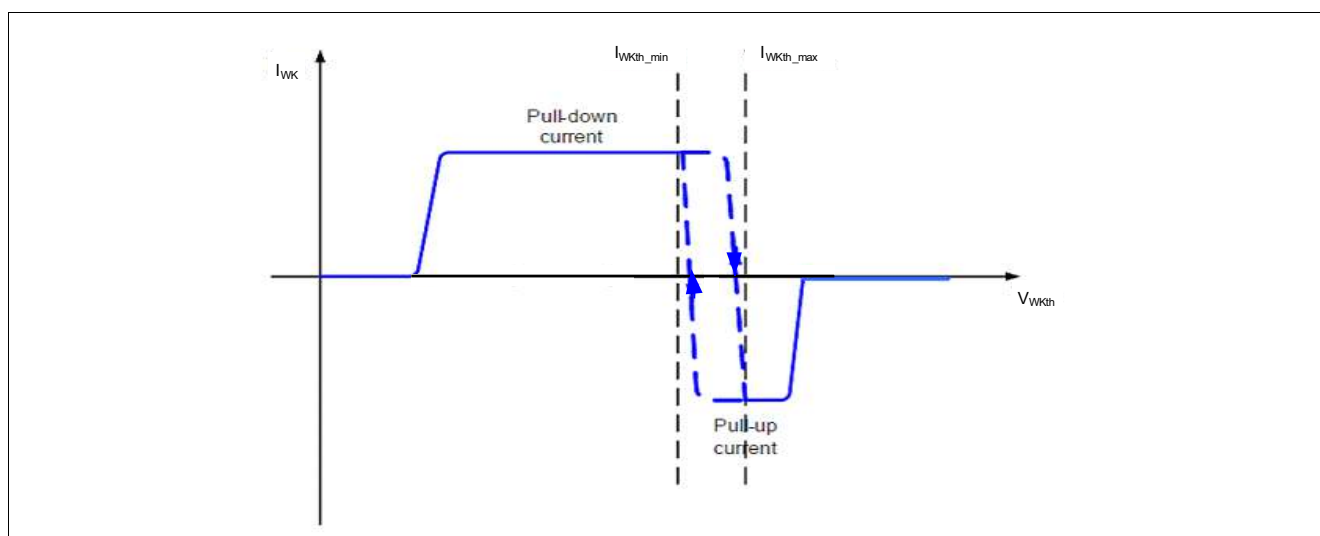 I_WK
I_WKth_min
I_WKth_max
Pull-down
current
V_WKth
Pull-up
current